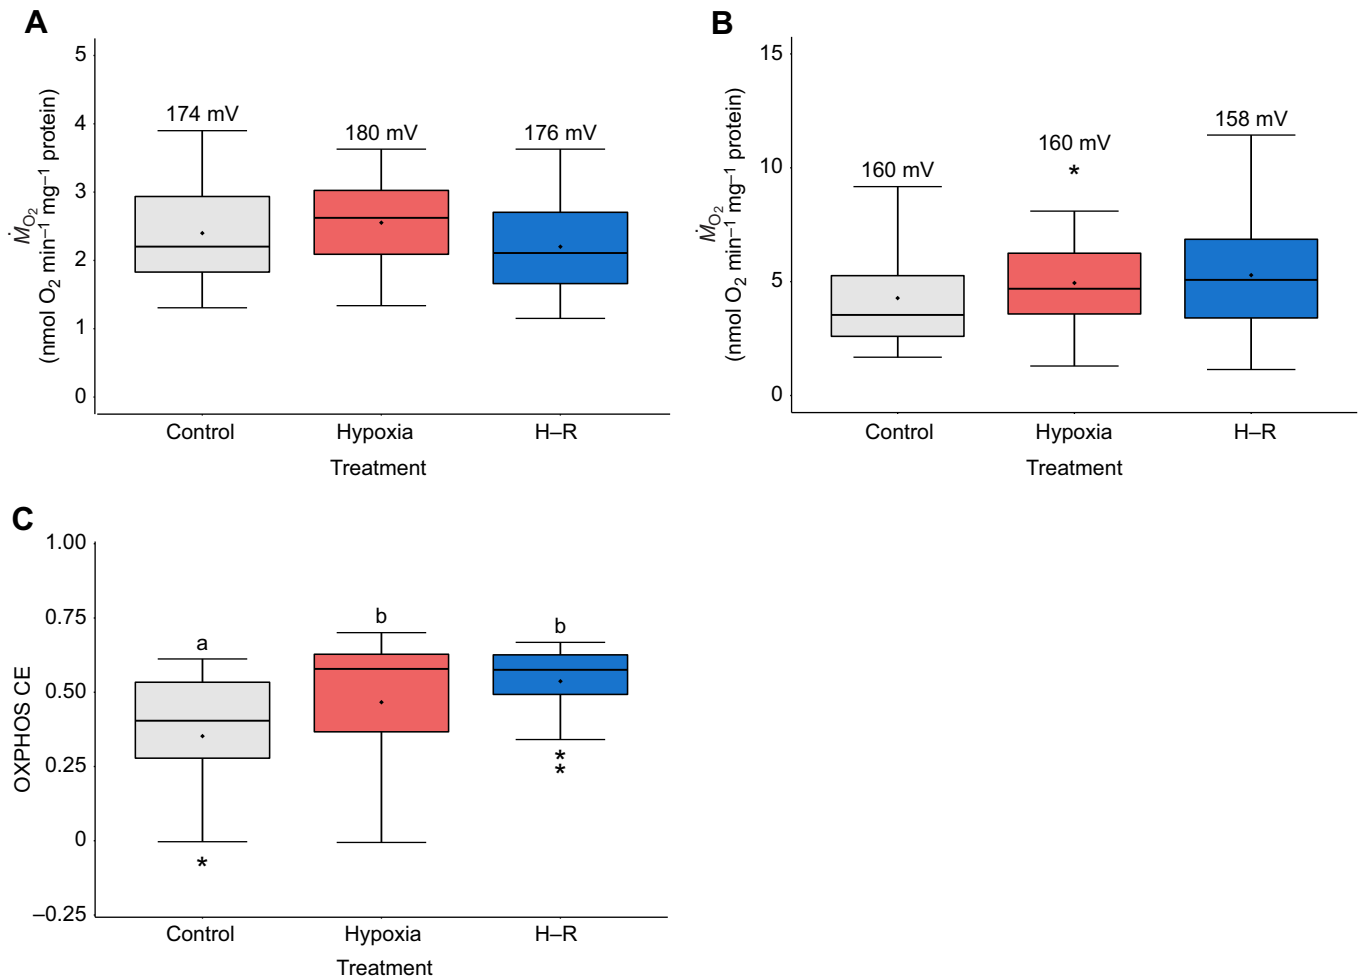 A
5
4
3
2
1
0
ṀO₂
(nmol O₂ min⁻¹ mg⁻¹ protein)
174 mV
180 mV
176 mV
Control
Hypoxia
H–R
Treatment
B
15
10
5
0
ṀO₂
(nmol O₂ min⁻¹ mg⁻¹ protein)
160 mV
160 mV
*
158 mV
Control
Hypoxia
H–R
Treatment
C
1.00
0.75
0.50
0.25
0
–0.25
OXPHOS CE
a
b
b
*
*
*
Control
Hypoxia
H–R
Treatment